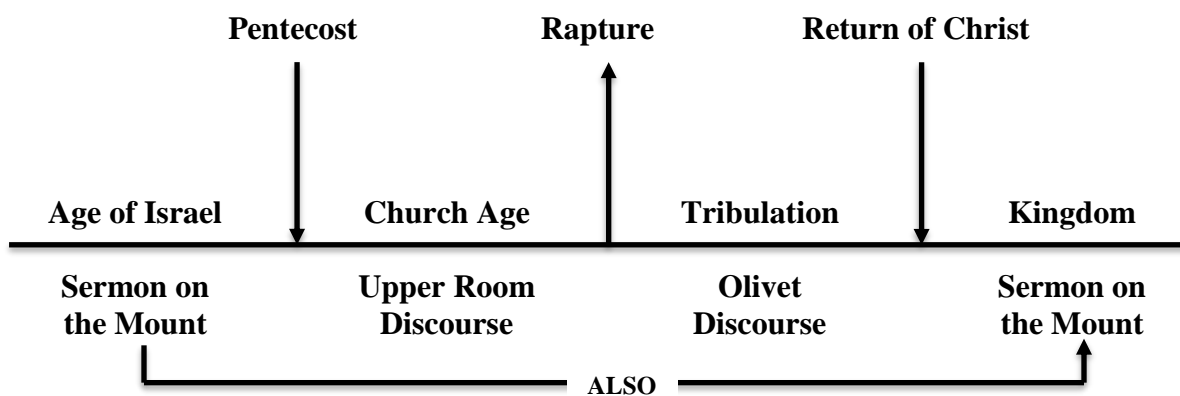 Pentecost Rapture Return of Christ
Age of Israel Church Age Tribulation Kingdom
Sermon on Upper Room Olivet Sermon on
the Mount Discourse Discourse the Mount
ALSO